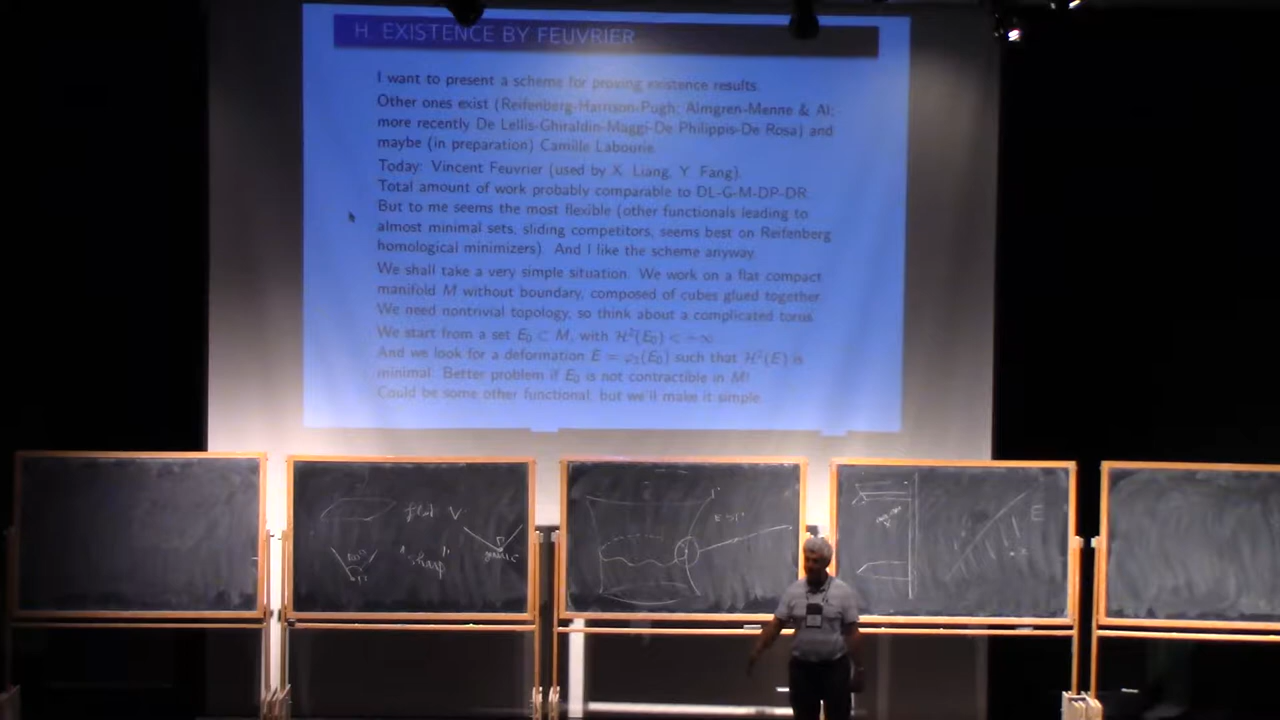 H. EXISTENCE BY FEUVRIER
I want to present a scheme for proving existence results.
Other ones exist (Reifenberg-Harrison-Pugh; Almgren-Menne & Al;
more recently De Lellis-Ghiraldin-Maggi-De Philippis-De Rosa) and
maybe (in preparation) Camille Labourie.
Today: Vincent Feuvrier (used by X. Liang, Y. Fang).
Total amount of work probably comparable to DL-G-M-DP-DR.
But to me seems the most flexible (other functionals leading to
almost minimal sets, sliding competitors, seems best on Reifenberg
homological minimizers). And I like the scheme anyway.
We shall take a very simple situation. We work on a flat compact
manifold M without boundary, composed of cubes glued together.
We need nontrivial topology, so think about a complicated torus.
We start from a set E₀ ⊂ M, with H²(E₀) < +∞
And we look for a deformation E = φ₁(E₀) such that H²(E) is
minimal. Better problem if E₀ is not contractible in M!
Could be some other functional, but we'll make it simple.
flat V
"sharp"
Γ
E